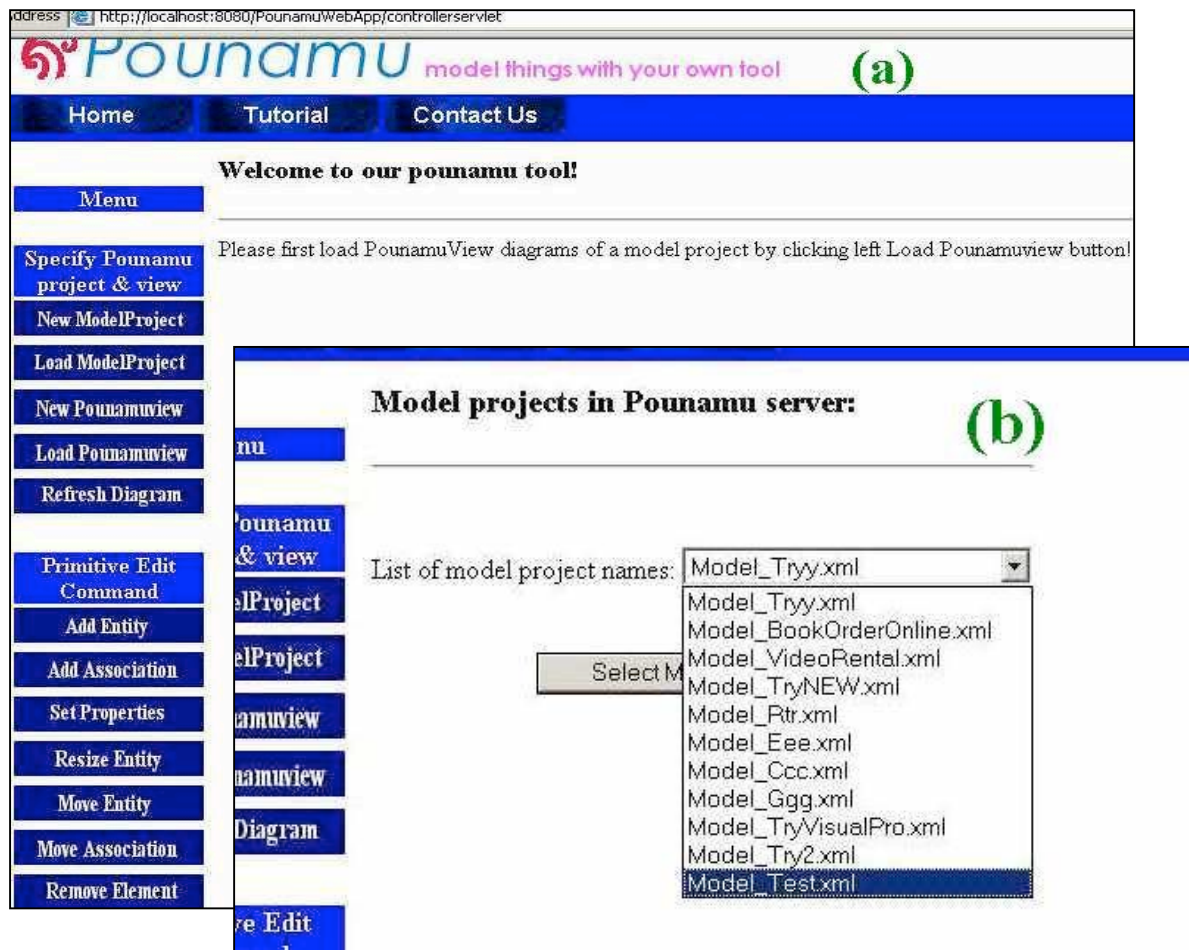 ddress http://localhost:8080/PounamuWebApp/controllerservlet
Pounamu model things with your own tool (a)
Home Tutorial Contact Us
Welcome to our pounamu tool!
Menu
Please first load PounamuView diagrams of a model project by clicking left Load Pounamuview button!
Specify Pounamu
project & view
New ModelProject
Load ModelProject
New Pounamuview
Load Pounamuview
Refresh Diagram
Primitive Edit
Command
Add Entity
Add Association
Set Properties
Resize Entity
Move Entity
Move Association
Remove Element
Model projects in Pounamu server:
(b)
nu
Pounamu
& view
elProject
elProject
amuview
namuview
Diagram
ve Edit
List of model project names: Model_Tryy.xml
Select M
Model_Tryy.xml
Model_BookOrderOnline.xml
Model_VideoRental.xml
Model_TryNEW.xml
Model_Rtr.xml
Model_Eee.xml
Model_Ccc.xml
Model_Ggg.xml
Model_TryVisualPro.xml
Model_Try2.xml
Model_Test.xml